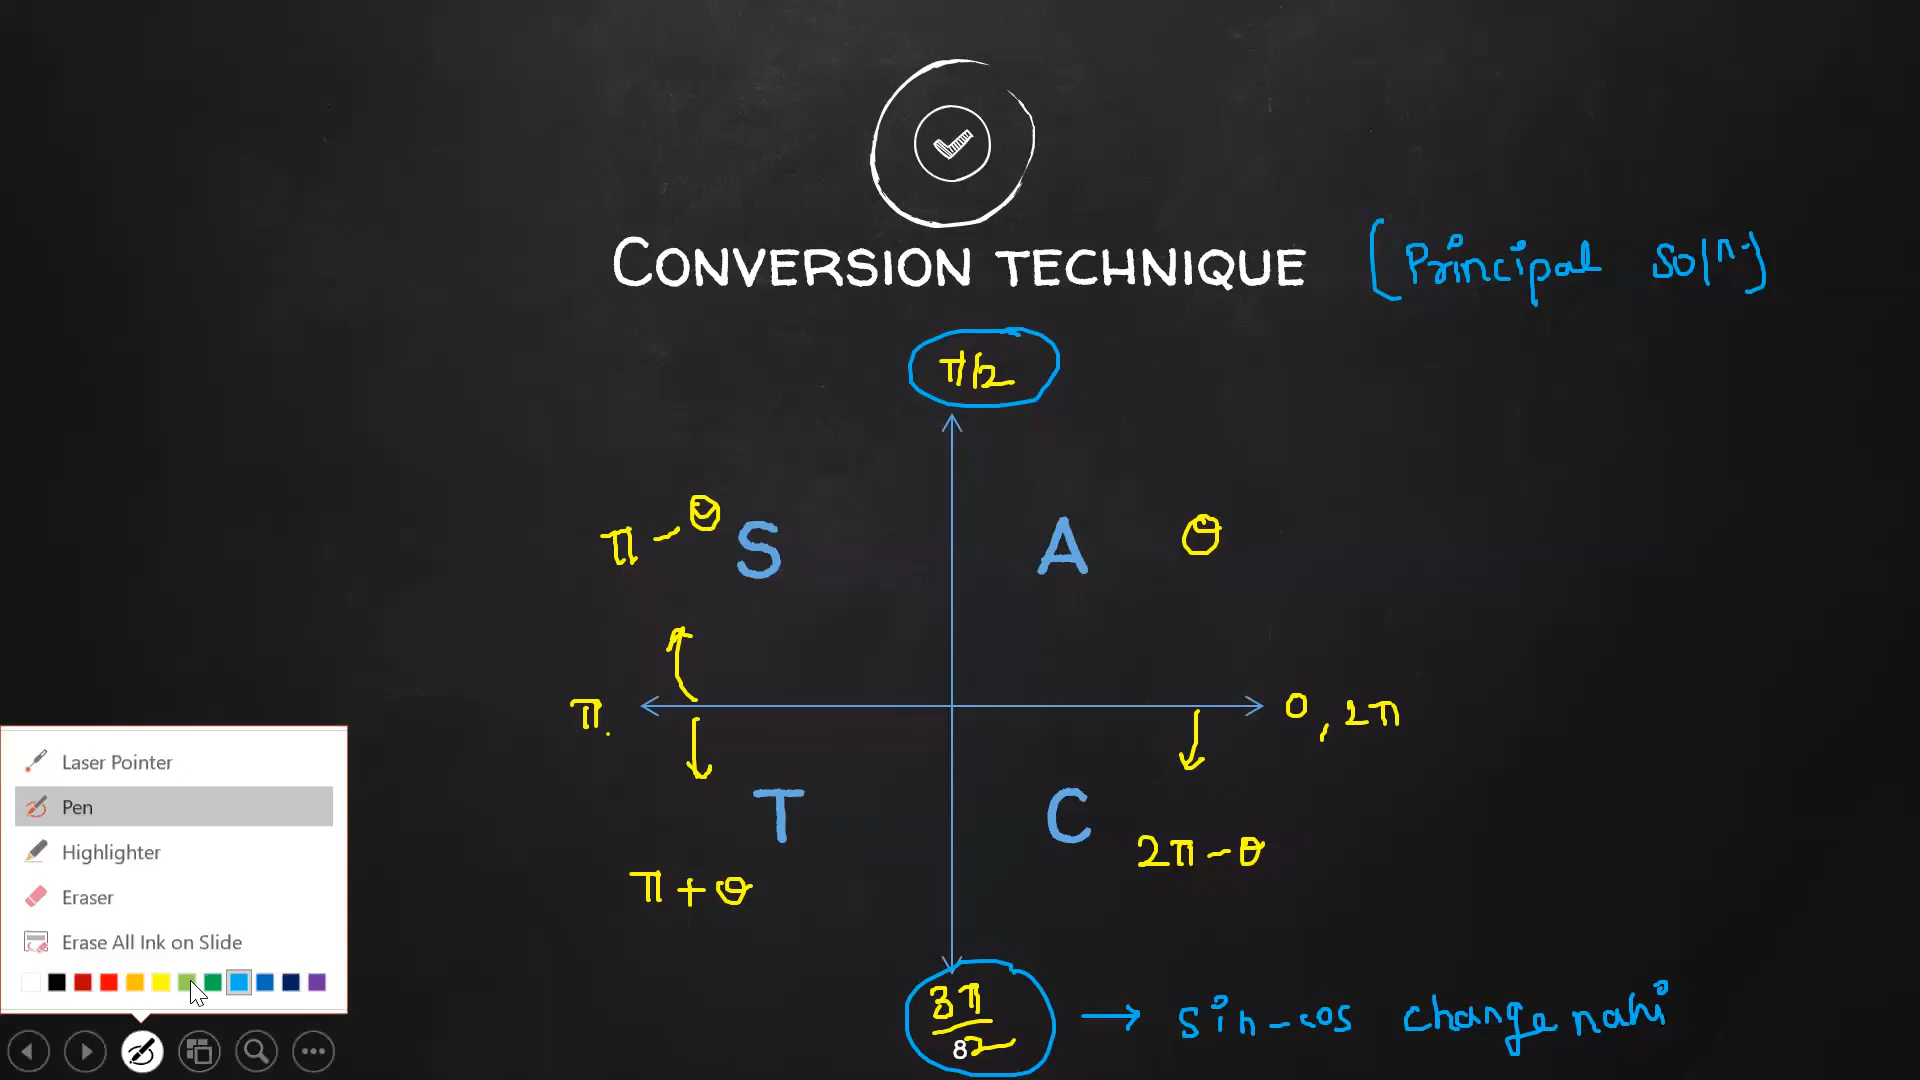 CONVERSION TECHNIQUE (Principal Soln.)
π/2
π - θ S A θ
π. 0, 2π
T C 2π - θ
π + θ
3π/2 → sin-cos change nahi
8
Laser Pointer
Pen
Highlighter
Eraser
Erase All Ink on Slide